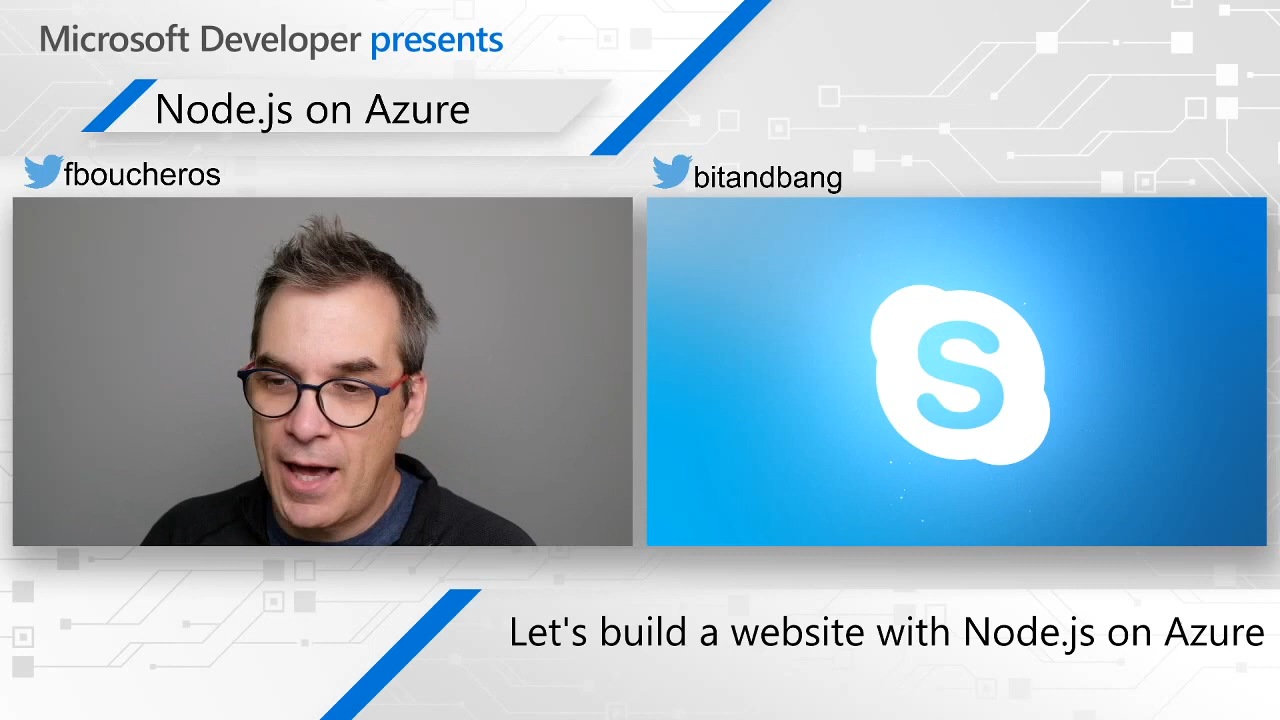 Microsoft Developer presents
Node.js on Azure
fboucheros
bitandbang
S
Let's build a website with Node.js on Azure